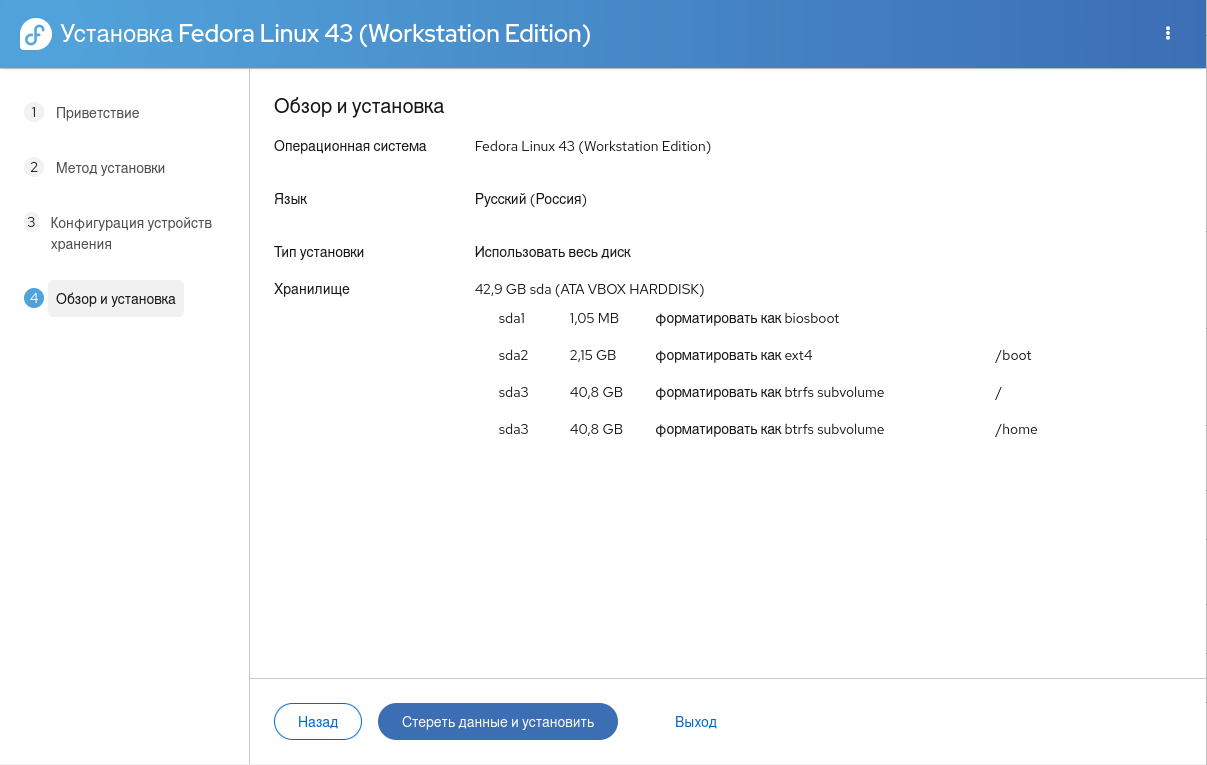 Установка Fedora Linux 43 (Workstation Edition)
1 Приветствие
2 Метод установки
3 Конфигурация устройств
хранения
4 Обзор и установка
Обзор и установка
Операционная система Fedora Linux 43 (Workstation Edition)
Язык Русский (Россия)
Тип установки Использовать весь диск
Хранилище 42,9 GB sda (ATA VBOX HARDDISK)
sda1 1,05 MB форматировать как biosboot
sda2 2,15 GB форматировать как ext4 /boot
sda3 40,8 GB форматировать как btrfs subvolume /
sda3 40,8 GB форматировать как btrfs subvolume /home
Назад Стереть данные и установить Выход